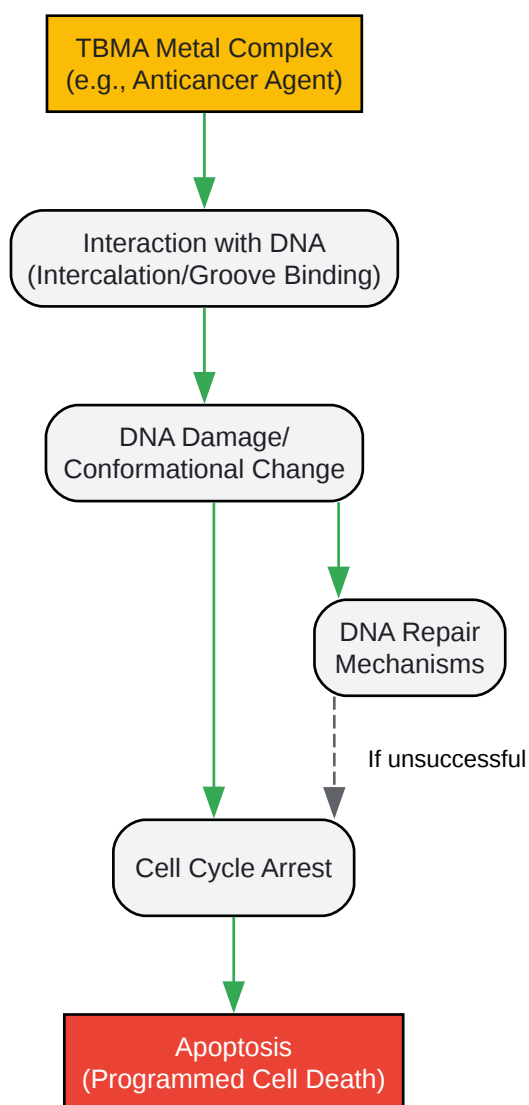 TBMA Metal Complex
(e.g., Anticancer Agent)
Interaction with DNA
(Intercalation/Groove Binding)
DNA Damage/
Conformational Change
DNA Repair
Mechanisms
If unsuccessful
Cell Cycle Arrest
Apoptosis
(Programmed Cell Death)